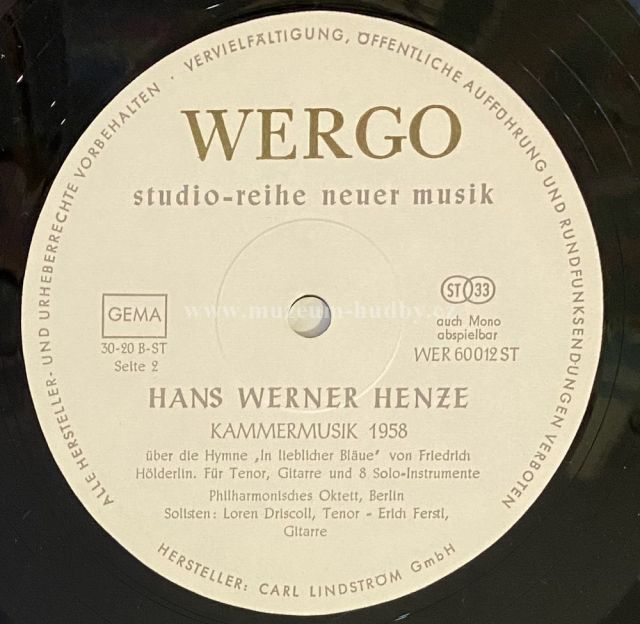 ALLE HERSTELLER- UND URHEBERRECHTE VORBEHALTEN · VERVIELFÄLTIGUNG, ÖFFENTLICHE AUFFÜHRUNG UND RUNDFUNKSENDUNGEN VERBOTEN
WERGO
studio-reihe neuer musik
www.muzeum-hudby.cz
GEMA
30-20 B-ST
Seite 2
ST 33
auch Mono
abspielbar
WER 60012 ST
HANS WERNER HENZE
KAMMERMUSIK 1958
über die Hymne „In lieblicher Bläue" von Friedrich
Hölderlin. Für Tenor, Gitarre und 8 Solo-Instrumente
Philharmonisches Oktett, Berlin
Solisten: Loren Driscoll, Tenor - Erich Ferstl,
Gitarre
HERSTELLER: CARL LINDSTRÖM GmbH